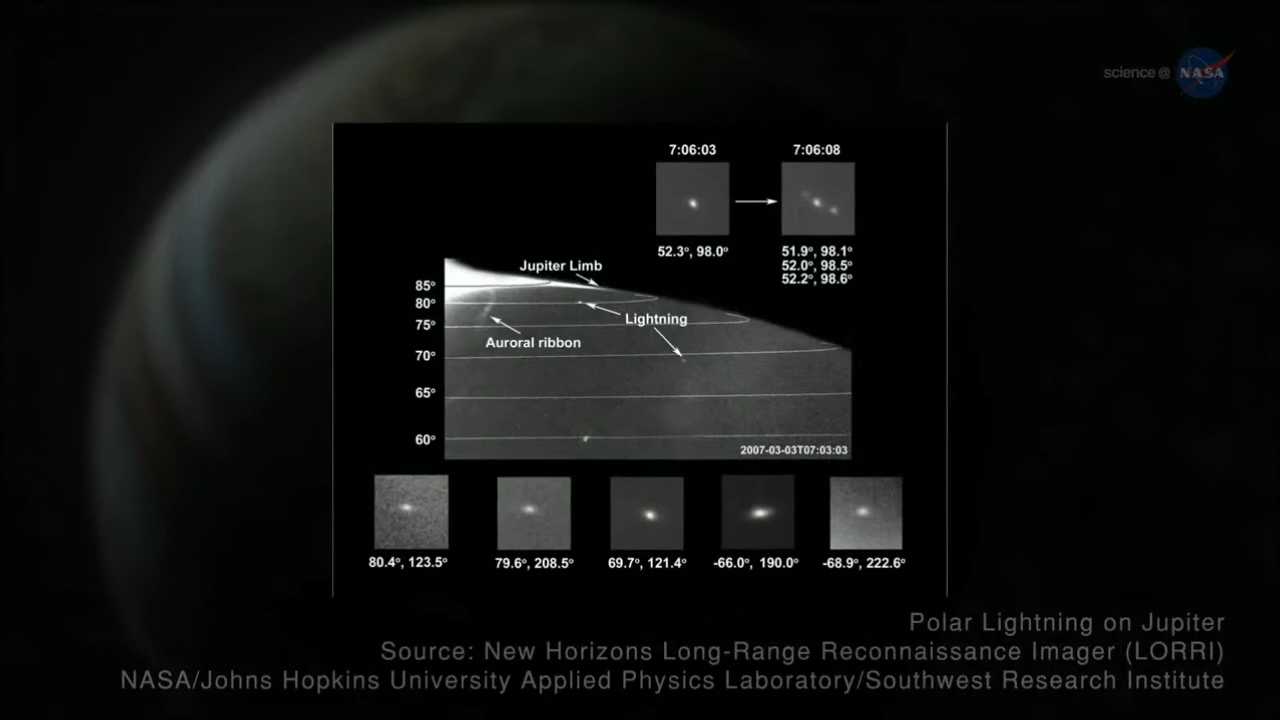 science @ NASA
7:06:03
7:06:08
52.3°, 98.0°
51.9°, 98.1°
52.0°, 98.5°
52.2°, 98.6°
Jupiter Limb
85°
80°
Lightning
75°
Auroral ribbon
70°
65°
60°
2007-03-03T07:03:03
80.4°, 123.5°
79.6°, 208.5°
69.7°, 121.4°
-66.0°, 190.0°
-68.9°, 222.6°
Polar Lightning on Jupiter
Source: New Horizons Long-Range Reconnaissance Imager (LORRI)
NASA/Johns Hopkins University Applied Physics Laboratory/Southwest Research Institute